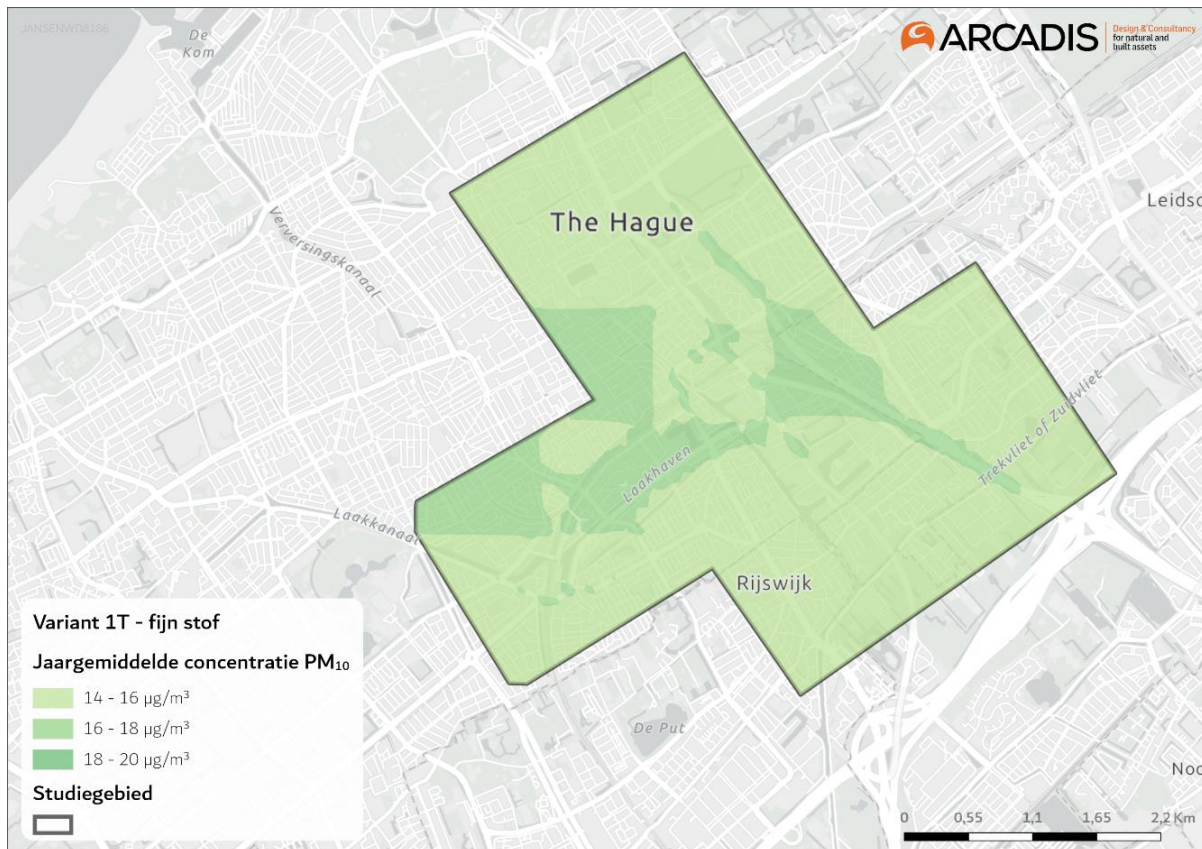 JANSENWD8186
De
Kom
ARCADIS
Design & Consultancy
for natural and
built assets
Leidsc
The Hague
Verversingskanaal
Trekvliet of Zuidvliet
Laakhaven
Laakkanaal
Rijswijk
De Put
Noo
Variant 1T - fijn stof
Jaargemiddelde concentratie PM₁₀
14 - 16 µg/m³
16 - 18 µg/m³
18 - 20 µg/m³
Studiegebied
0 0,55 1,1 1,65 2,2 Km